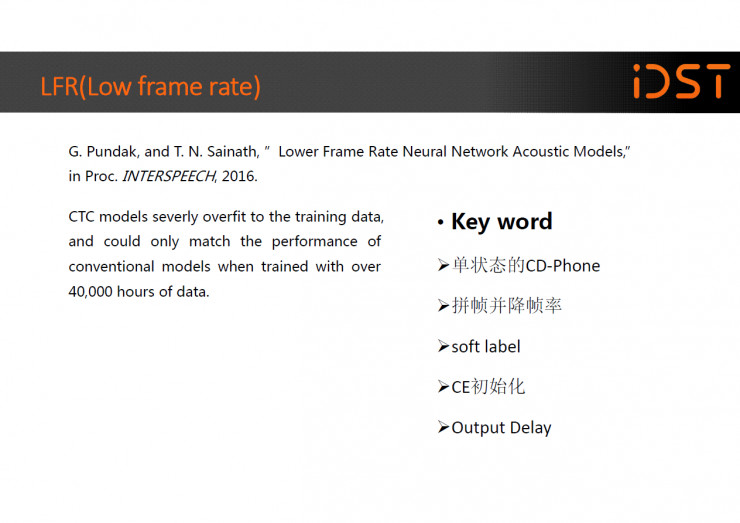 LFR(Low frame rate)
iDST
G. Pundak, and T. N. Sainath, ” Lower Frame Rate Neural Network Acoustic Models,”
in Proc. INTERSPEECH, 2016.
CTC models severly overfit to the training data,
and could only match the performance of
conventional models when trained with over
40,000 hours of data.
• Key word
➢单状态的CD-Phone
➢拼帧并降帧率
➢soft label
➢CE初始化
➢Output Delay